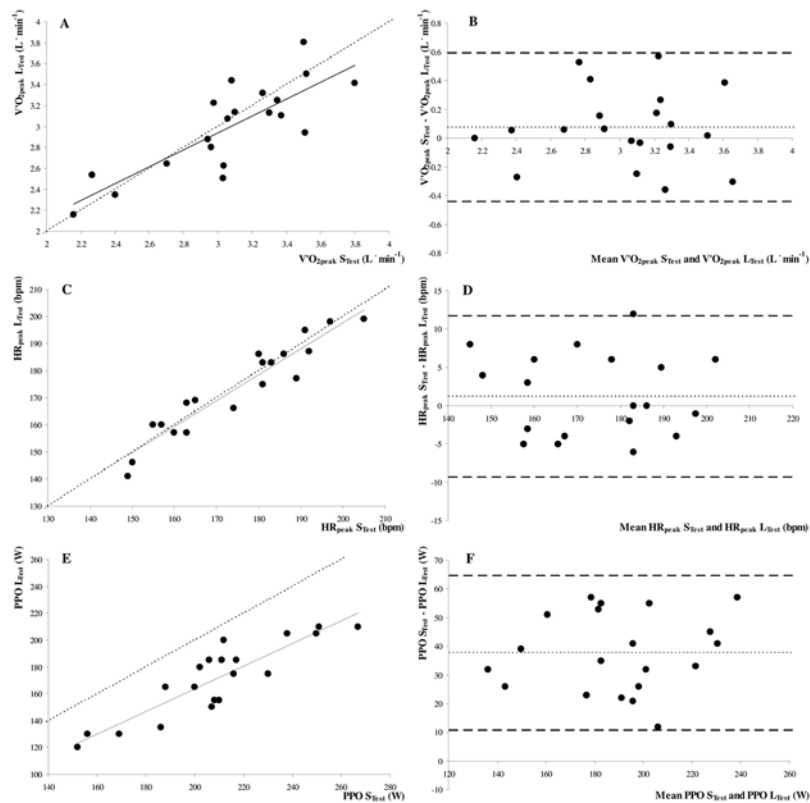 A
V'O2peak LTest (L˙min-1)
4
3.8
3.6
3.4
3.2
3
2.8
2.6
2.4
2.2
2
2 2.2 2.4 2.6 2.8 3 3.2 3.4 3.6 3.8 4
V'O2peak STest (L˙min-1)
B
V'O2peak STest - V'O2peak LTest (L˙min-1)
0.8
0.6
0.4
0.2
0
-0.2
-0.4
-0.6
-0.8
2 2.2 2.4 2.6 2.8 3 3.2 3.4 3.6 3.8 4
Mean V'O2peak STest and V'O2peak LTest (L˙min-1)
C
HRpeak LTest (bpm)
210
200
190
180
170
160
150
140
130
130 140 150 160 170 180 190 200 210
HRpeak STest (bpm)
D
HRpeak STest - HRpeak LTest (bpm)
15
10
5
0
-5
-10
-15
140 150 160 170 180 190 200 210 220
Mean HRpeak STest and HRpeak LTest (bpm)
E
PPO LTest (W)
260
240
220
200
180
160
140
120
100
140 160 180 200 220 240 260 280
PPO STest (W)
F
PPO STest - PPO LTest (W)
70
60
50
40
30
20
10
0
-10
120 140 160 180 200 220 240 260
Mean PPO STest and PPO LTest (W)